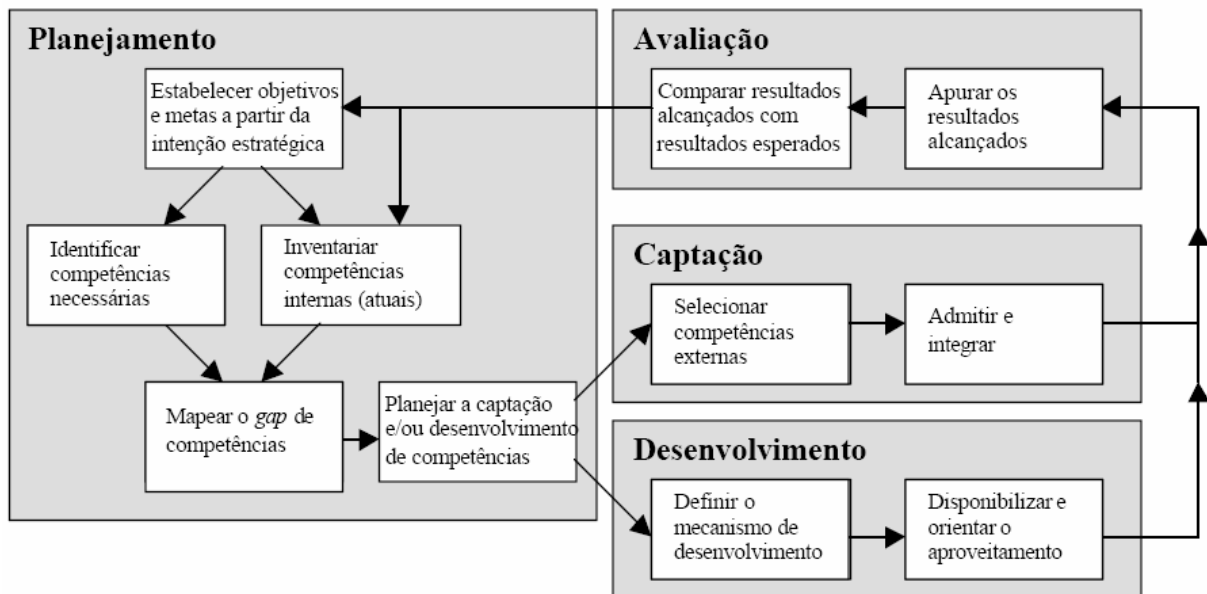 Planejamento
Estabelecer objetivos
e metas a partir da
intenção estratégica
Identificar
competências
necessárias
Inventariar
competências
internas (atuais)
Mapear o gap de
competências
Planejar a captação
e/ou desenvolvimento
de competências
Avaliação
Comparar resultados
alcançados com
resultados esperados
Apurar os
resultados
alcançados
Captação
Selecionar
competências
externas
Admitir e
integrar
Desenvolvimento
Definir o
mecanismo de
desenvolvimento
Disponibilizar e
orientar o
aproveitamento